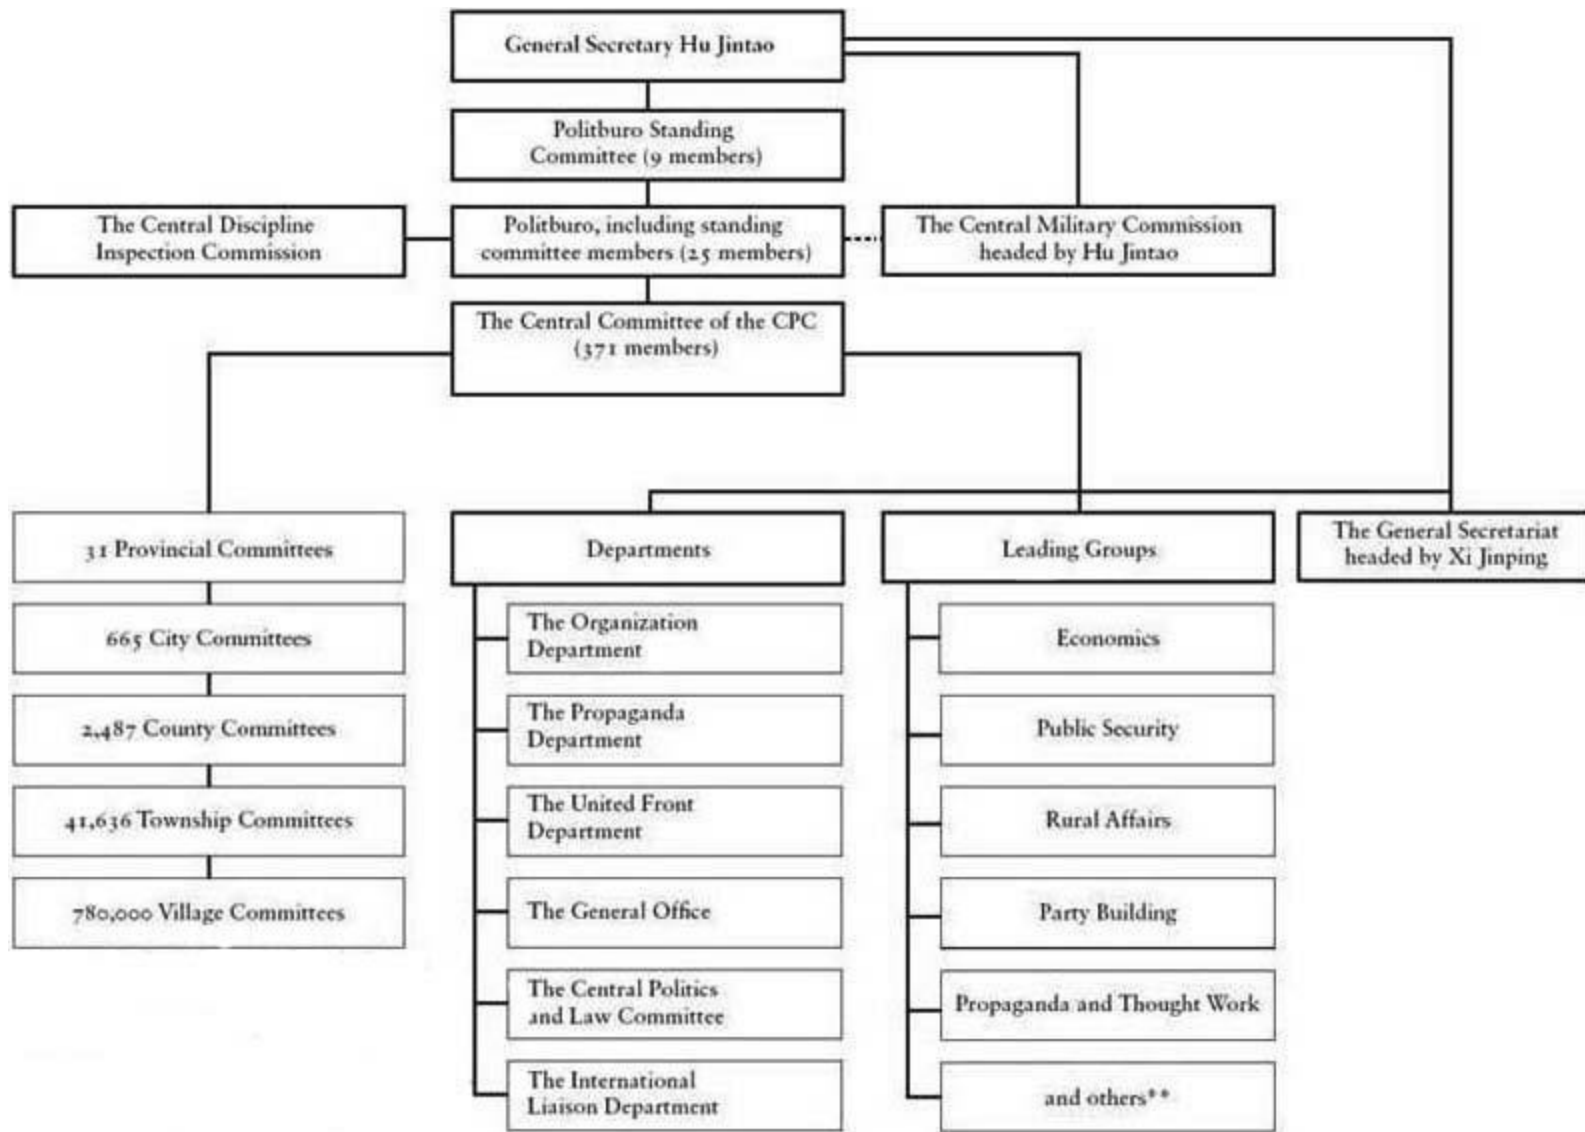 General Secretary Hu Jintao
Politburo Standing
Committee (9 members)
The Central Discipline
Inspection Commission
Politburo, including standing
committee members (25 members)
The Central Military Commission
headed by Hu Jintao
The Central Committee of the CPC
(371 members)
31 Provincial Committees
665 City Committees
2,487 County Committees
41,636 Township Committees
780,000 Village Committees
Departments
The Organization
Department
The Propaganda
Department
The United Front
Department
The General Office
The Central Politics
and Law Committee
The International
Liaison Department
Leading Groups
Economics
Public Security
Rural Affairs
Party Building
Propaganda and Thought Work
and others**
The General Secretariat
headed by Xi Jinping